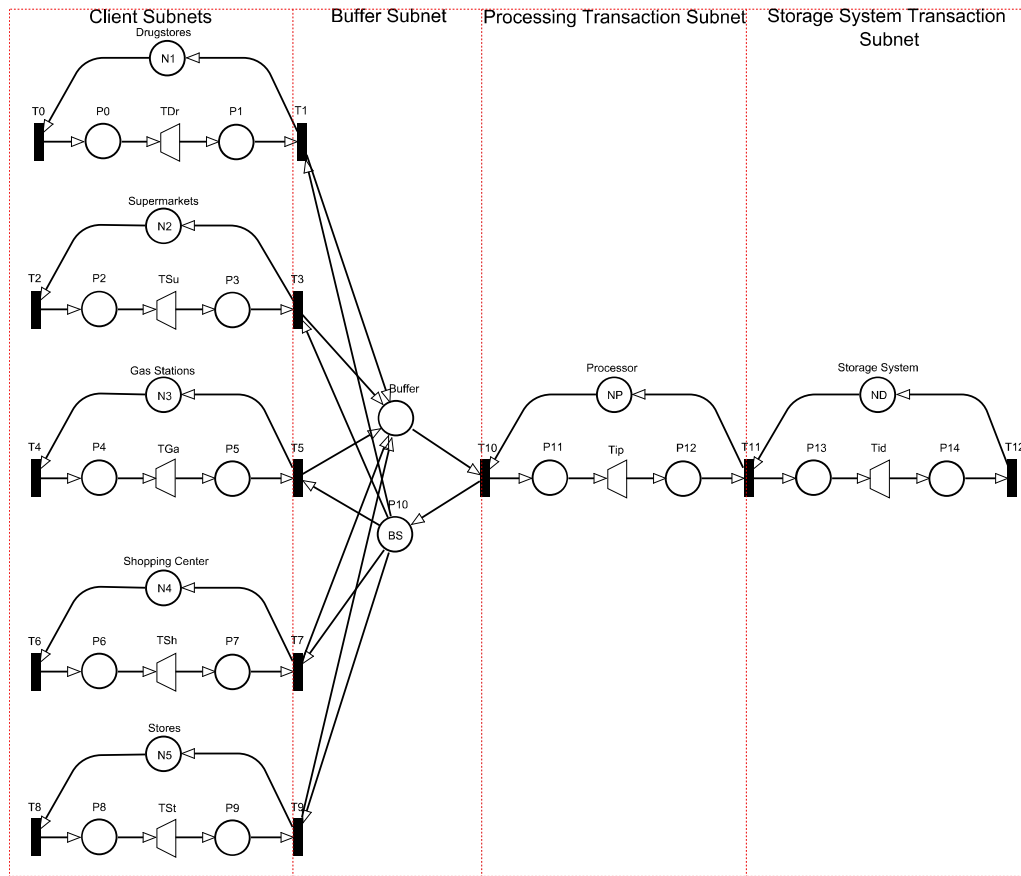 Client Subnets
Buffer Subnet
Processing Transaction Subnet
Storage System Transaction
Subnet
Drugstores
N1
T0
P0
TDr
P1
T1
Supermarkets
N2
T2
P2
TSu
P3
T3
Gas Stations
N3
T4
P4
TGa
P5
T5
Buffer
P10
BS
T10
Processor
NP
P11
Tip
P12
T11
Storage System
ND
P13
Tid
P14
T12
Shopping Center
N4
T6
P6
TSh
P7
T7
Stores
N5
T8
P8
TSt
P9
T9